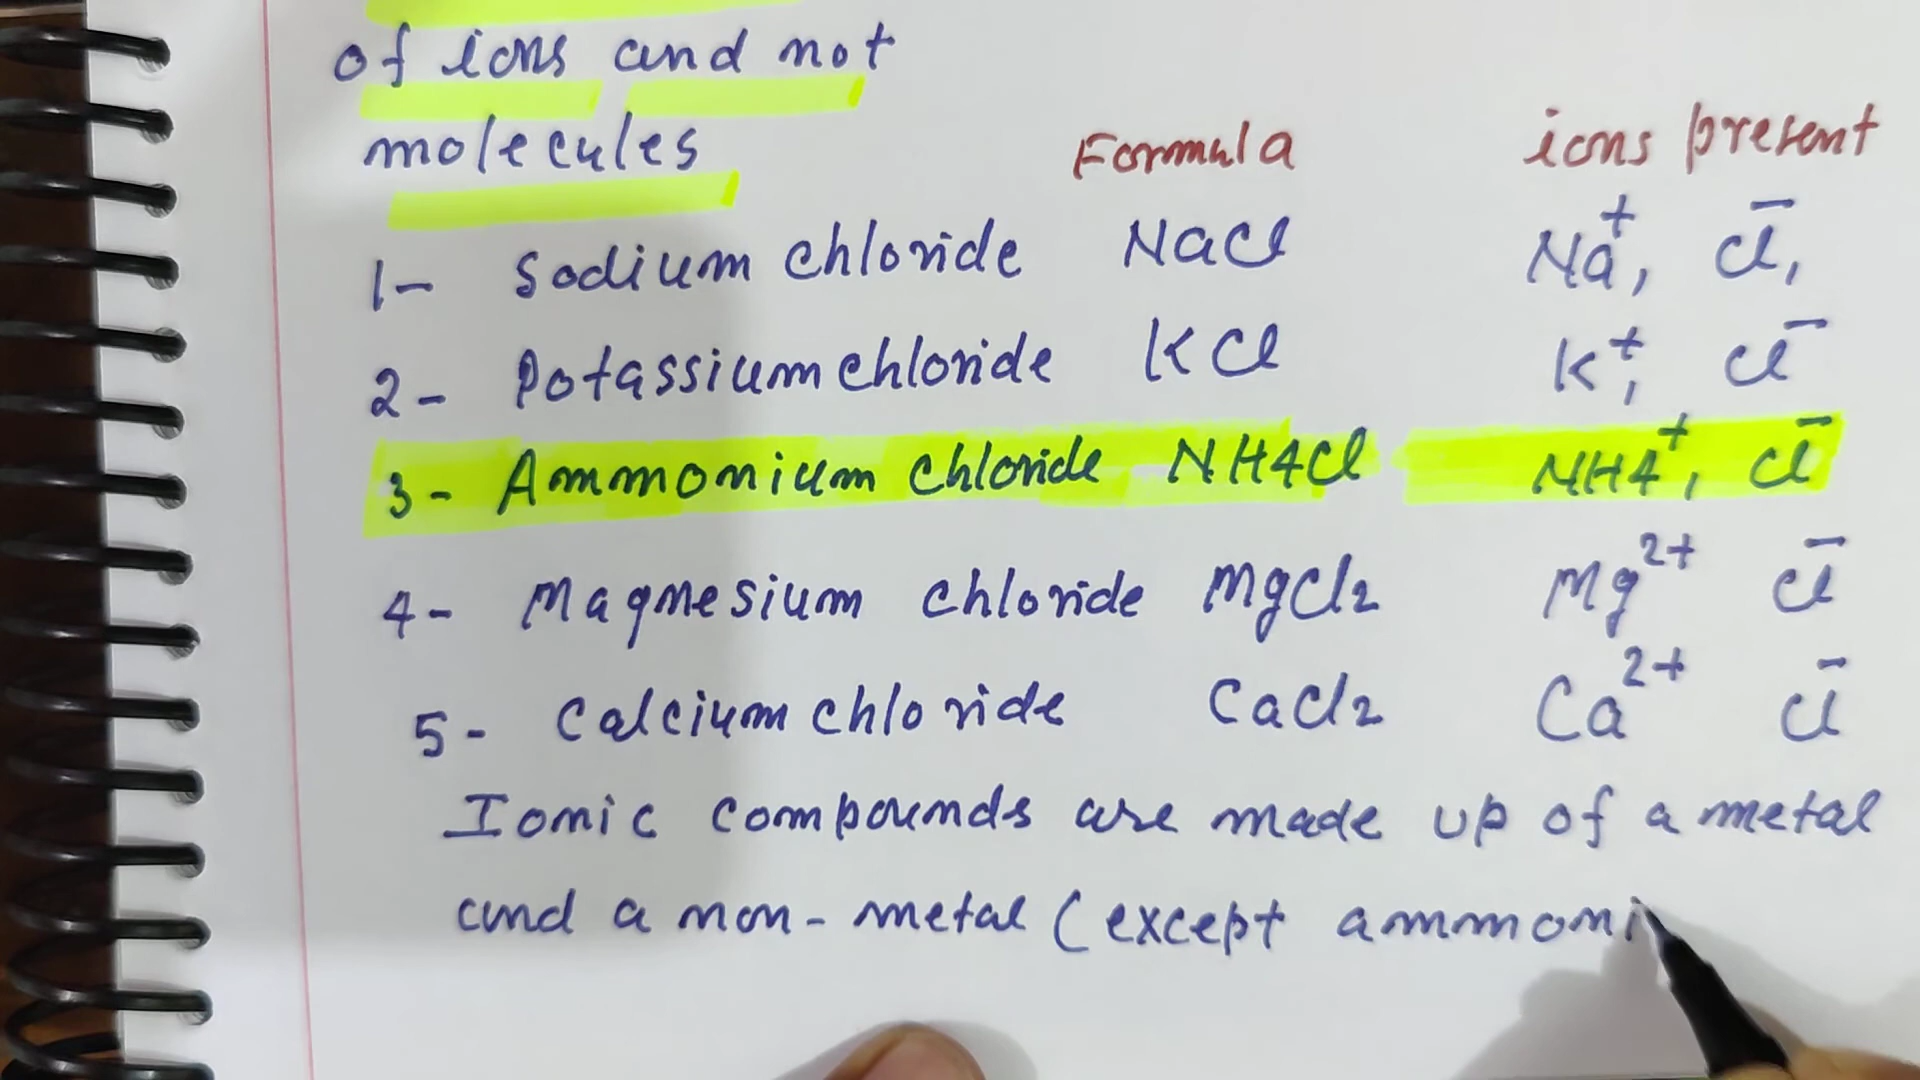 of ions and not
molecules Formula ions present
1- Sodium chloride NaCl Na⁺, Cl⁻,
2- Potassium chloride KCl K⁺, Cl⁻
3- Ammonium chloride NH4Cl NH4⁺, Cl⁻
4- Magnesium chloride MgCl2 Mg²⁺ Cl⁻
5- Calcium chloride CaCl2 Ca²⁺ Cl⁻
Ionic compounds are made up of a metal
and a non-metal (except ammoni